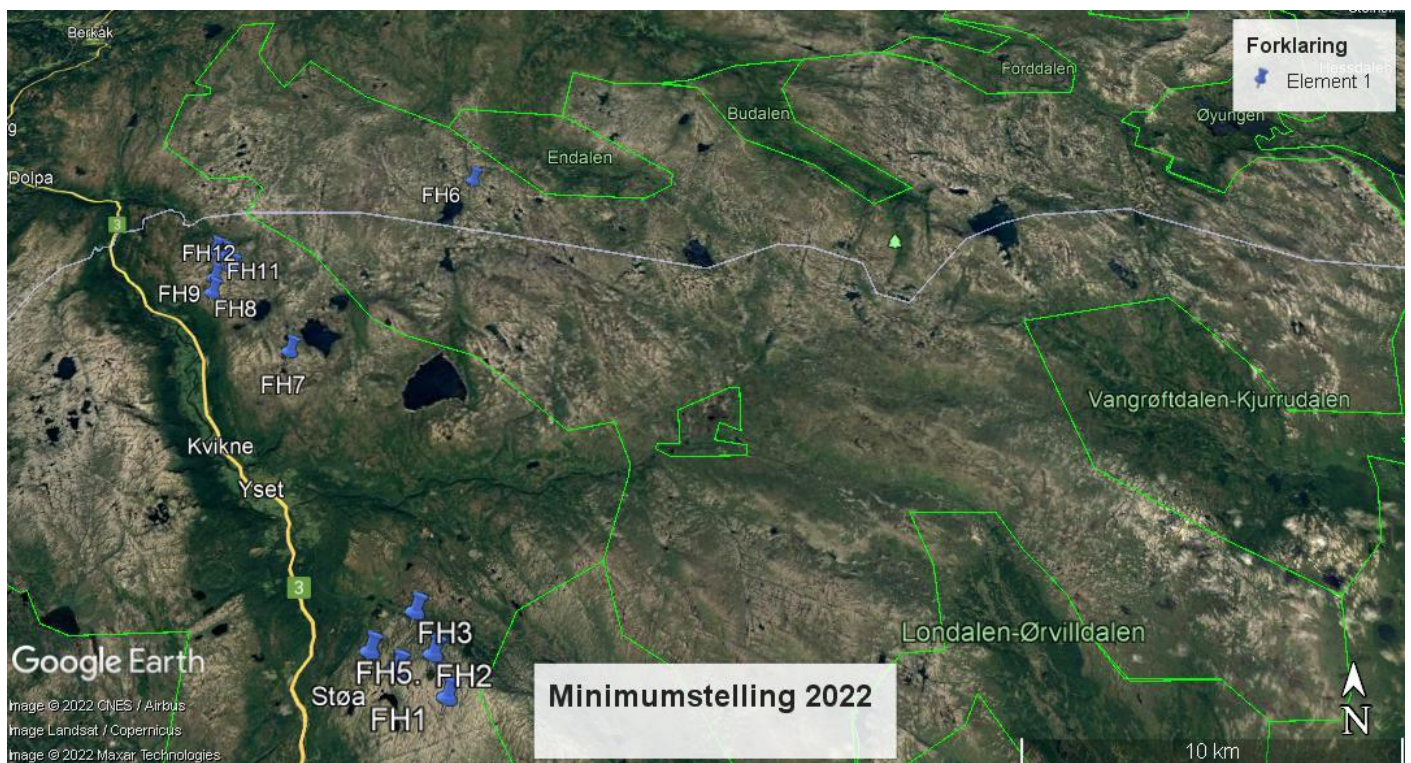 Berkåk
Forklaring
Element 1
Hessdalen
Forddalen
Budalen
Øyungen
g
Endalen
Dolpa
FH6
3
FH12
FH11
FH9
FH8
FH7
Vangrøftdalen-Kjurrudalen
Kvikne
Yset
3
FH3
Londalen-Ørvilldalen
Google Earth
FH5.
FH2
Støa
FH1
Minimumstelling 2022
Image © 2022 CNES / Airbus
Image Landsat / Copernicus
Image © 2022 Maxar Technologies
N
10 km